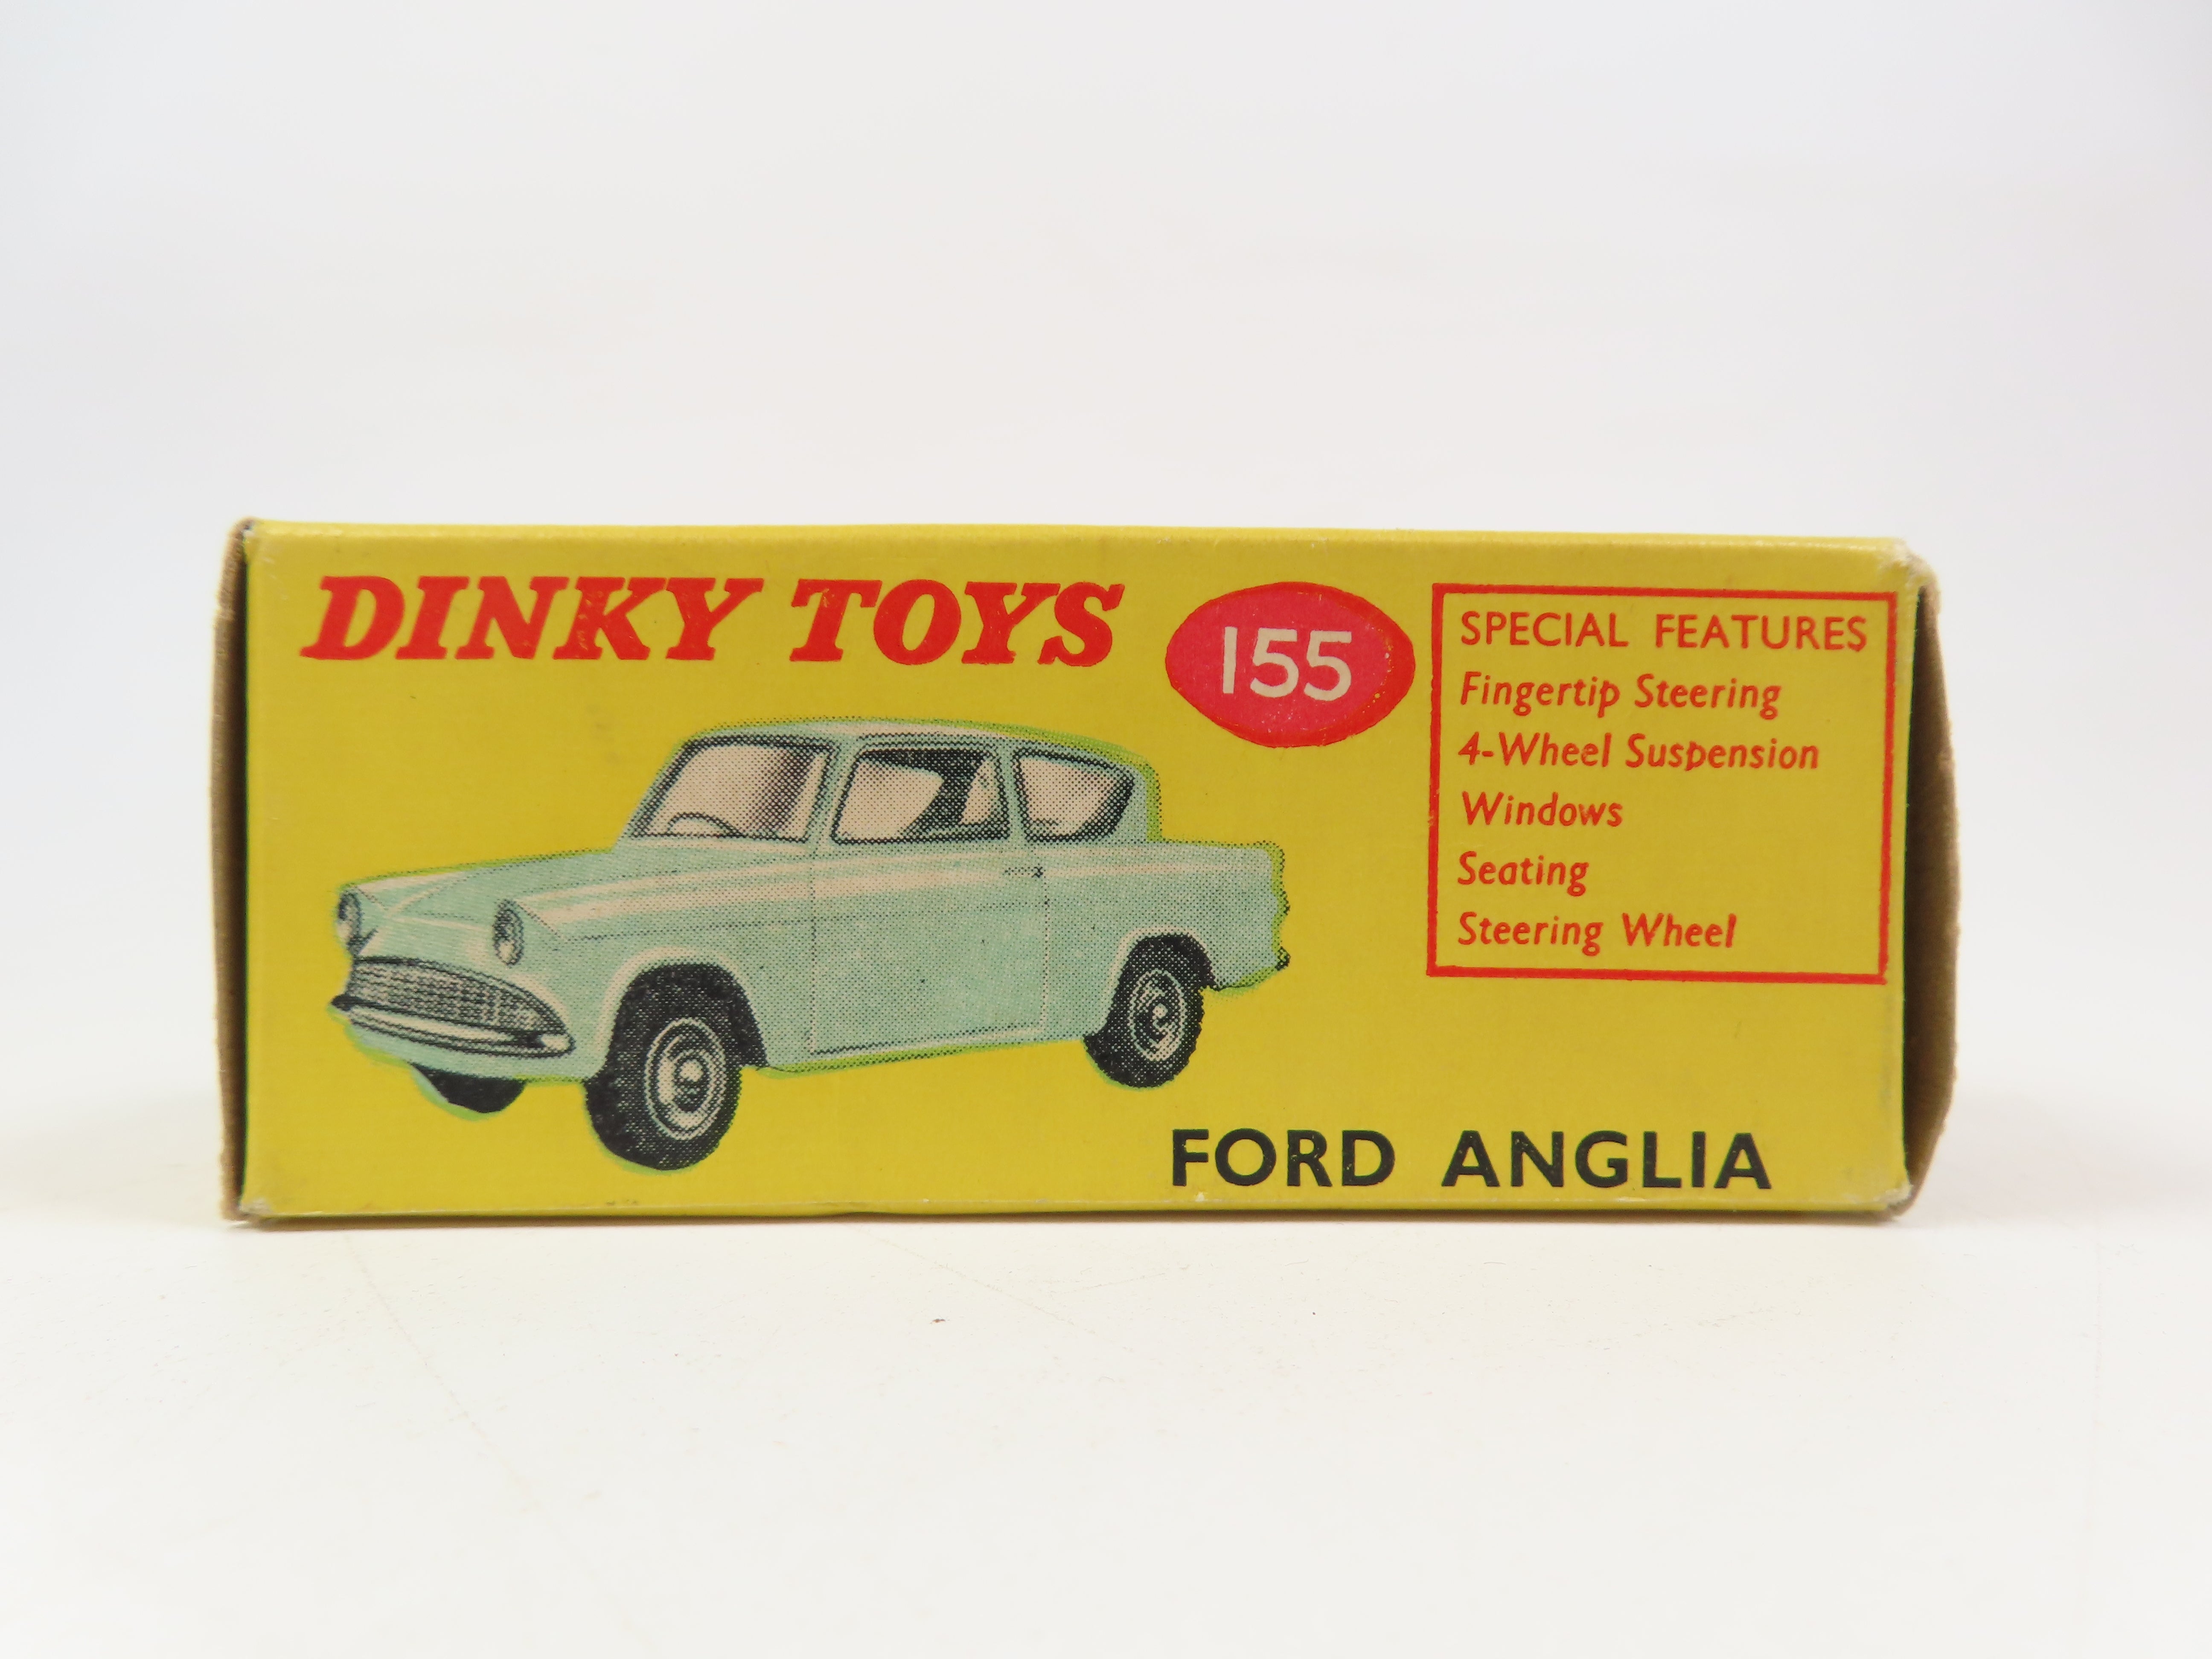 DINKY TOYS
155
SPECIAL FEATURES
Fingertip Steering
4-Wheel Suspension
Windows
Seating
Steering Wheel
FORD ANGLIA